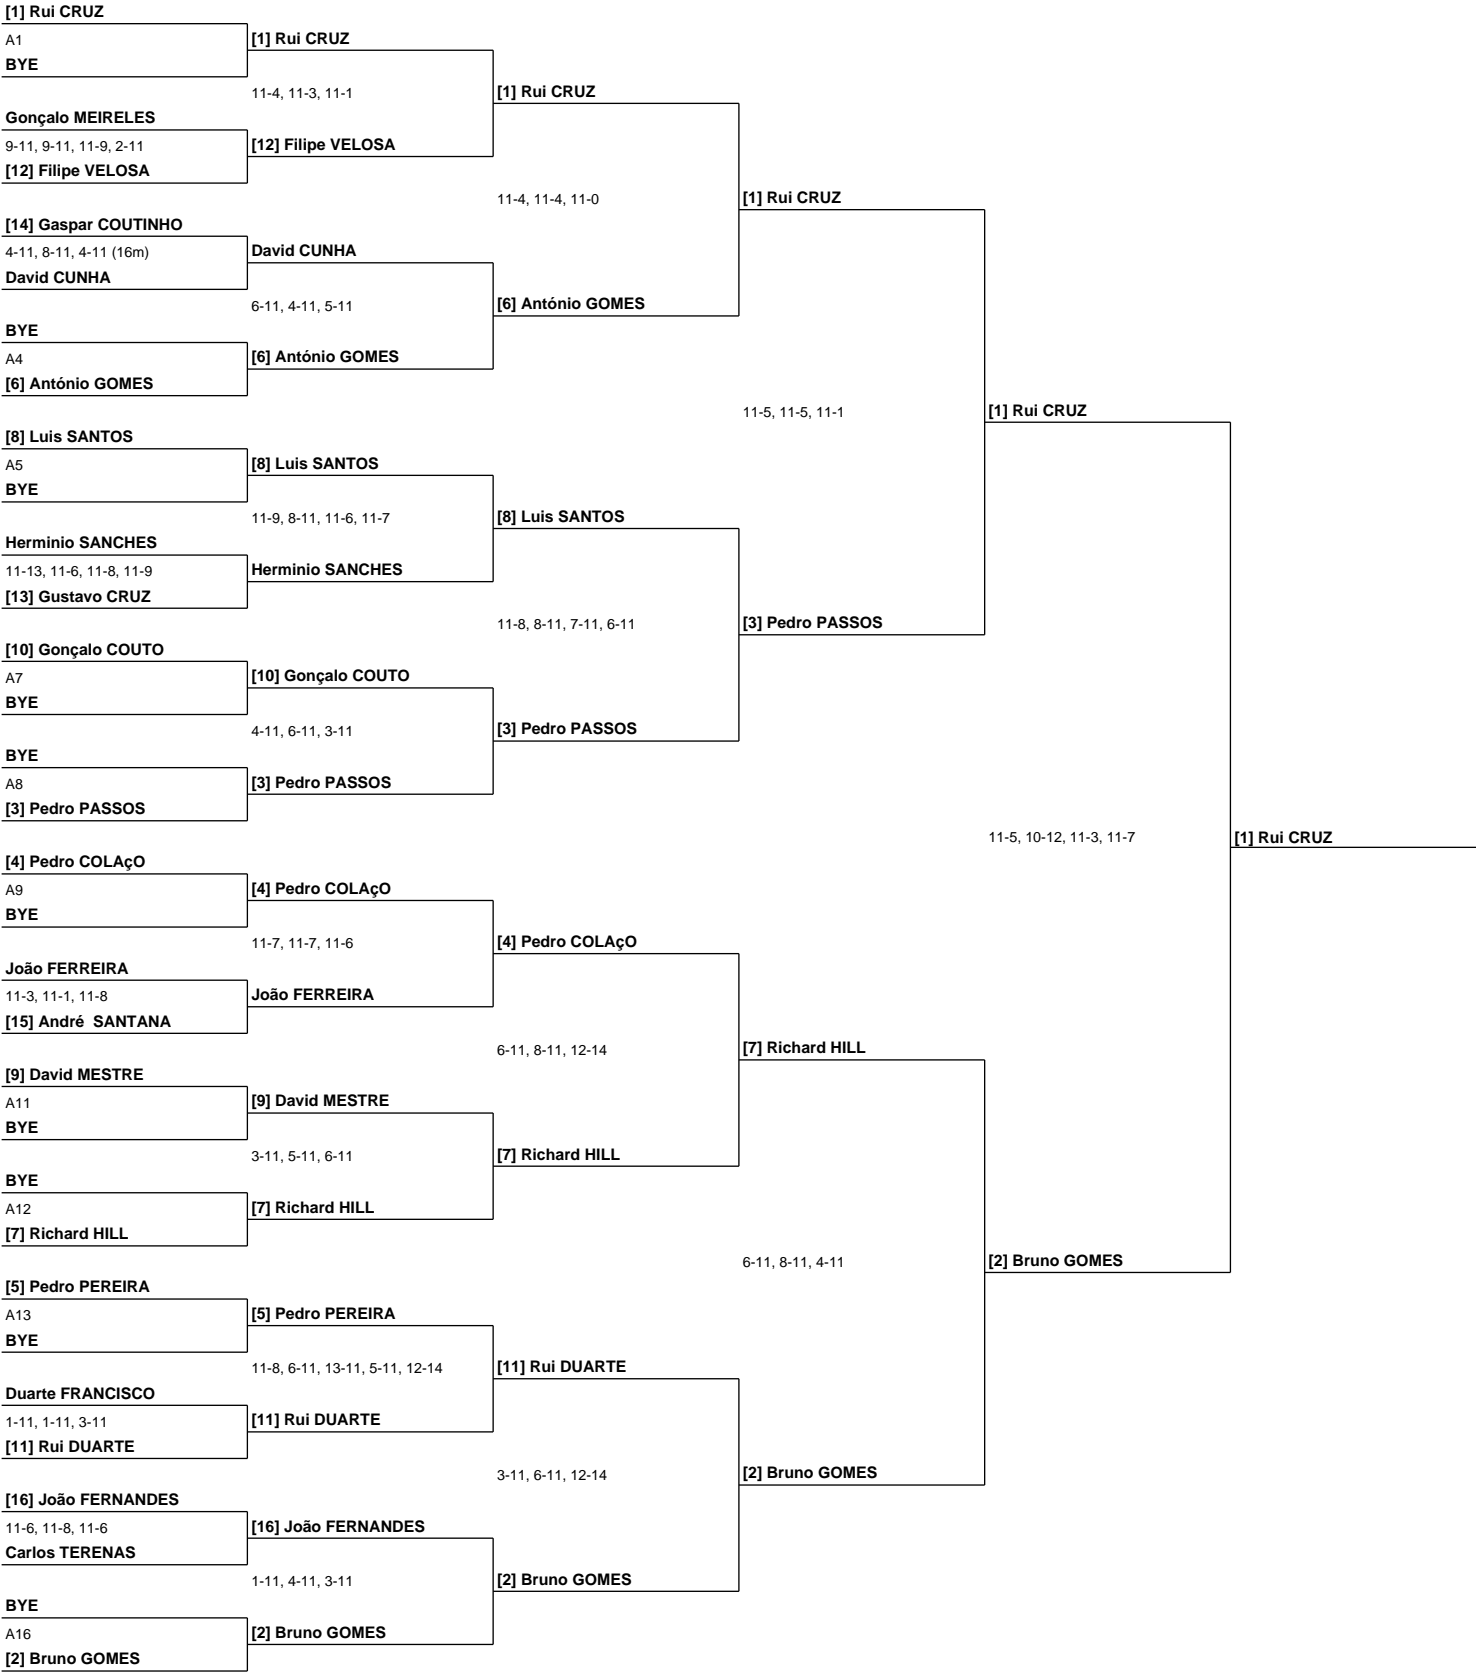 [1] Rui CRUZ
A1
BYE
Gonçalo MEIRELES
9-11, 9-11, 11-9, 2-11
[12] Filipe VELOSA
[14] Gaspar COUTINHO
4-11, 8-11, 4-11 (16m)
David CUNHA
BYE
A4
[6] António GOMES
[8] Luis SANTOS
A5
BYE
Herminio SANCHES
11-13, 11-6, 11-8, 11-9
[13] Gustavo CRUZ
[10] Gonçalo COUTO
A7
BYE
BYE
A8
[3] Pedro PASSOS
[4] Pedro COLAçO
A9
BYE
João FERREIRA
11-3, 11-1, 11-8
[15] André  SANTANA
[9] David MESTRE
A11
BYE
BYE
A12
[7] Richard HILL
[5] Pedro PEREIRA
A13
BYE
Duarte FRANCISCO
1-11, 1-11, 3-11
[11] Rui DUARTE
[16] João FERNANDES
11-6, 11-8, 11-6
Carlos TERENAS
BYE
A16
[2] Bruno GOMES
[1] Rui CRUZ
11-4, 11-3, 11-1
[12] Filipe VELOSA
David CUNHA
6-11, 4-11, 5-11
[6] António GOMES
[8] Luis SANTOS
11-9, 8-11, 11-6, 11-7
Herminio SANCHES
[10] Gonçalo COUTO
4-11, 6-11, 3-11
[3] Pedro PASSOS
[4] Pedro COLAçO
11-7, 11-7, 11-6
João FERREIRA
[9] David MESTRE
3-11, 5-11, 6-11
[7] Richard HILL
[5] Pedro PEREIRA
11-8, 6-11, 13-11, 5-11, 12-14
[11] Rui DUARTE
[16] João FERNANDES
1-11, 4-11, 3-11
[2] Bruno GOMES
[1] Rui CRUZ
11-4, 11-4, 11-0
[6] António GOMES
[8] Luis SANTOS
11-8, 8-11, 7-11, 6-11
[3] Pedro PASSOS
[4] Pedro COLAçO
6-11, 8-11, 12-14
[7] Richard HILL
[11] Rui DUARTE
3-11, 6-11, 12-14
[2] Bruno GOMES
[1] Rui CRUZ
11-5, 11-5, 11-1
[3] Pedro PASSOS
[7] Richard HILL
6-11, 8-11, 4-11
[2] Bruno GOMES
[1] Rui CRUZ
11-5, 10-12, 11-3, 11-7
[2] Bruno GOMES
[1] Rui CRUZ